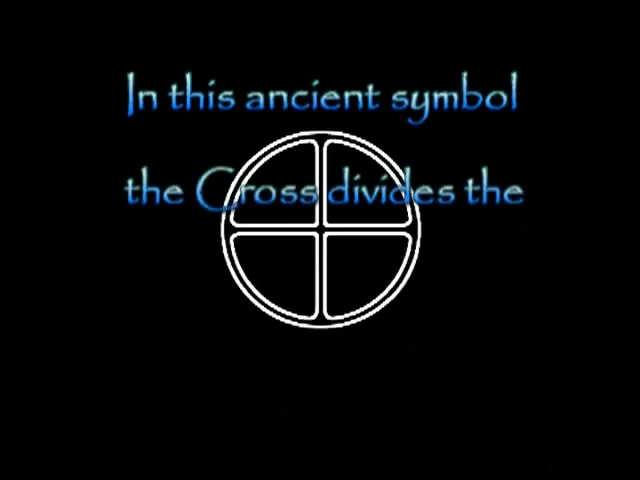 In this ancient symbol
the Cross divides the